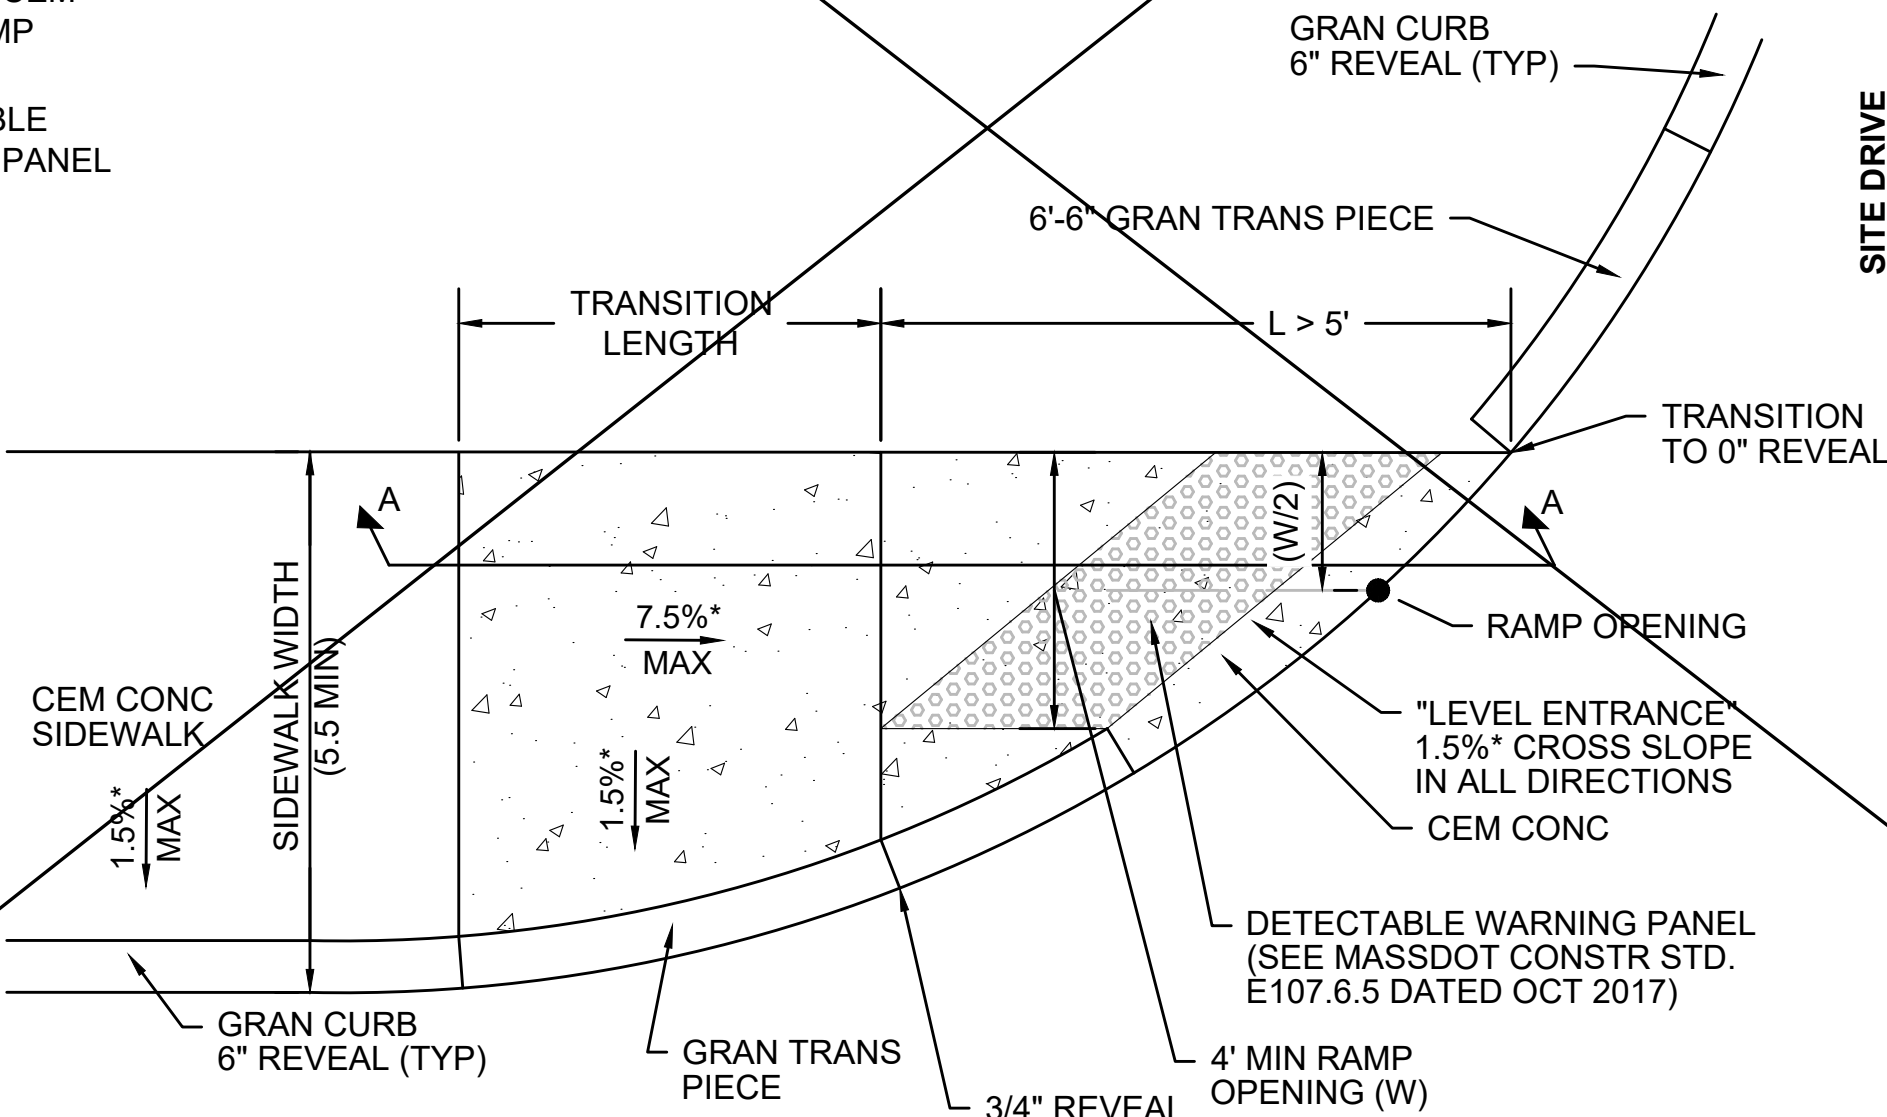 MP
PANEL
GRAN CURB
6" REVEAL (TYP)
SITE DRIVE
6'-6" GRAN TRANS PIECE
TRANSITION
LENGTH
L > 5'
TRANSITION
TO 0" REVEAL
A
A
(W/2)
SIDEWALK WIDTH
(5.5 MIN)
7.5%*
MAX
RAMP OPENING
CEM CONC
SIDEWALK
"LEVEL ENTRANCE"
1.5%* CROSS SLOPE
IN ALL DIRECTIONS
1.5%*
MAX
1.5%*
MAX
CEM CONC
DETECTABLE WARNING PANEL
(SEE MASSDOT CONSTR STD.
E107.6.5 DATED OCT 2017)
GRAN CURB
6" REVEAL (TYP)
GRAN TRANS
PIECE
4' MIN RAMP
OPENING (W)
3/4" REVEAL